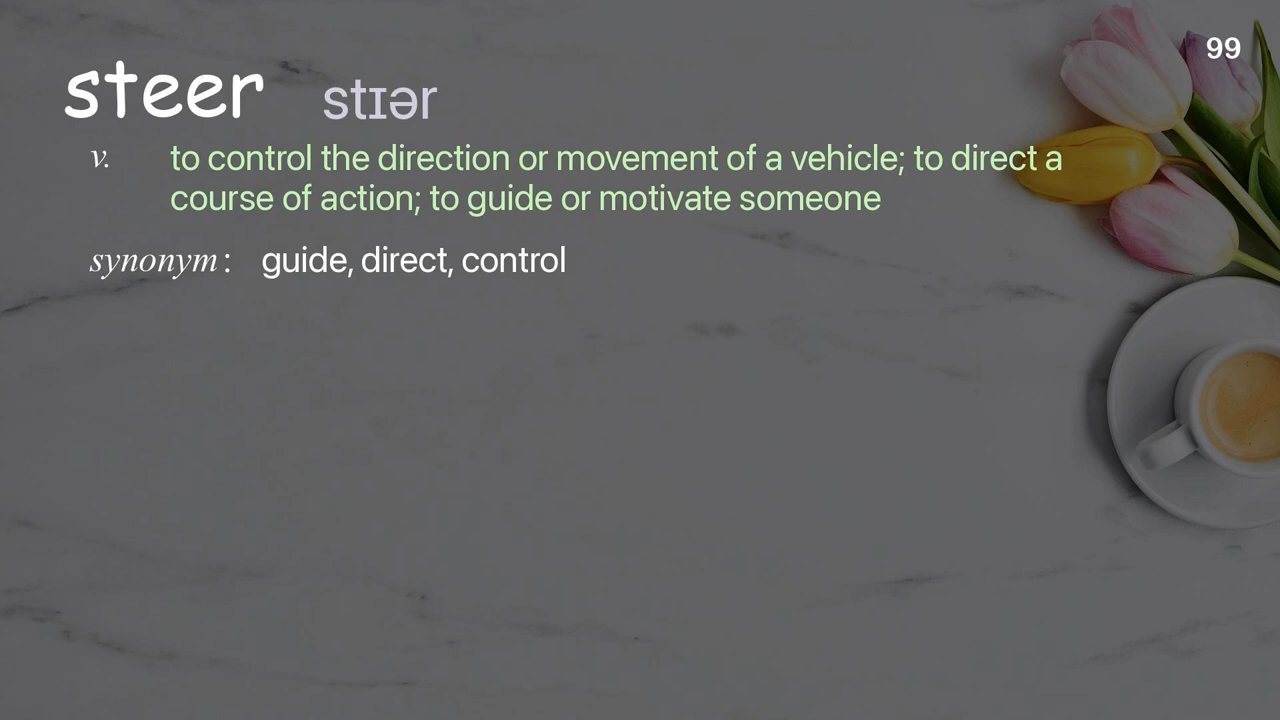 99
steer stɪər
v. to control the direction or movement of a vehicle; to direct a
course of action; to guide or motivate someone
synonym : guide, direct, control